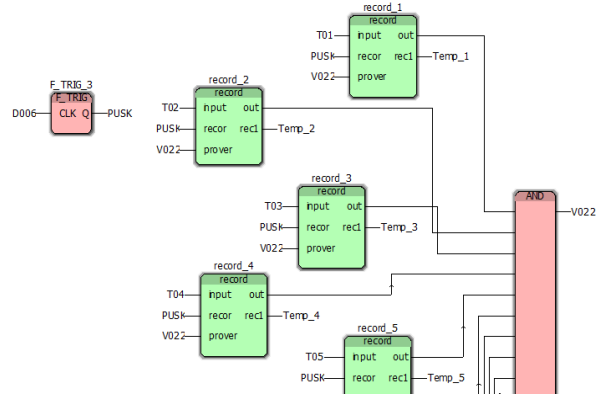 record_1
record
T01 input out
PUSK recor rec1 Temp_1
V022 prover
F_TRIG_3
F_TRIG
D006 CLK Q PUSK
record_2
record
T02 input out
PUSK recor rec1 Temp_2
V022 prover
record_3
record
T03 input out
PUSK recor rec1 Temp_3
V022 prover
AND
V022
record_4
record
T04 input out
PUSK recor rec1 Temp_4
V022 prover
record_5
record
T05 input out
PUSK recor rec1 Temp_5